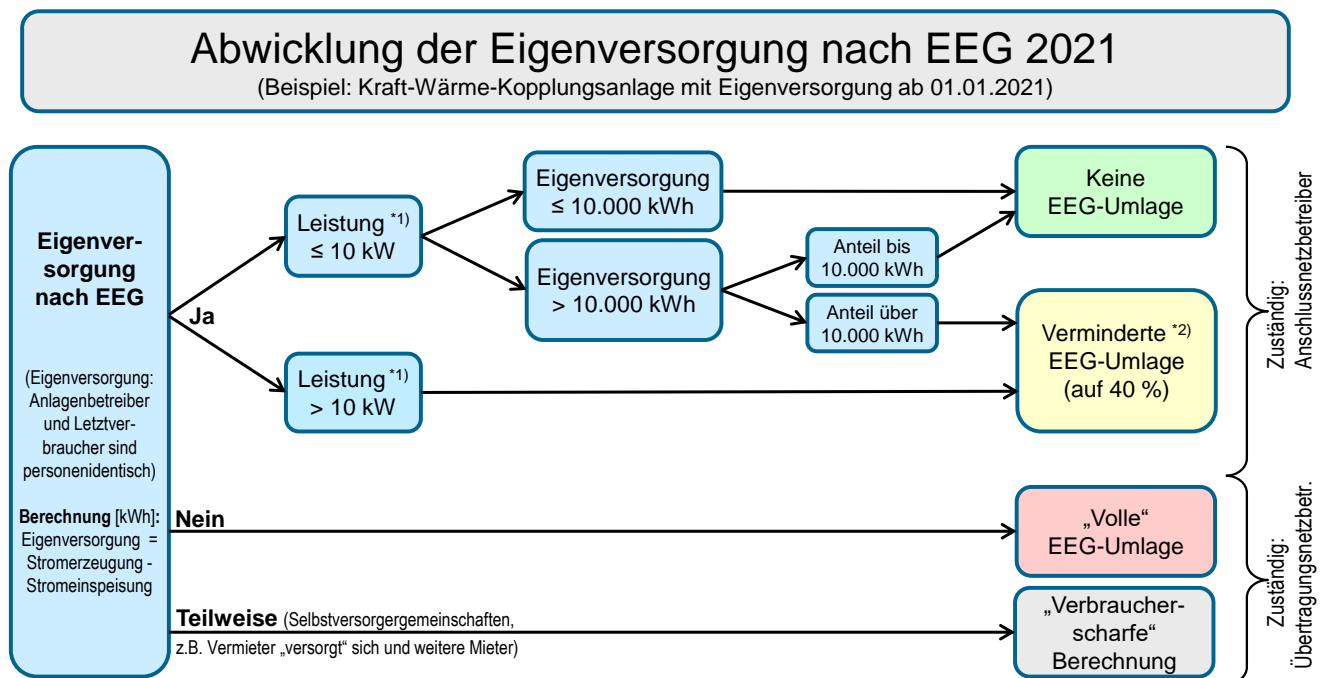 Abwicklung der Eigenversorgung nach EEG 2021
(Beispiel: Kraft-Wärme-Kopplungsanlage mit Eigenversorgung ab 01.01.2021)
Eigenver-
sorgung
nach EEG
(Eigenversorgung:
Anlagenbetreiber
und Letztver-
braucher sind
personenidentisch)
Berechnung [kWh]:
Eigenversorgung =
Stromerzeugung -
Stromeinspeisung
Ja
Leistung *1)
≤ 10 kW
Leistung *1)
> 10 kW
Eigenversorgung
≤ 10.000 kWh
Eigenversorgung
> 10.000 kWh
Anteil bis
10.000 kWh
Anteil über
10.000 kWh
Keine
EEG-Umlage
Verminderte *2)
EEG-Umlage
(auf 40 %)
Zuständig:
Anschlussnetzbetreiber
Nein
„Volle“
EEG-Umlage
Teilweise (Selbstversorgergemeinschaften,
z.B. Vermieter „versorgt“ sich und weitere Mieter)
„Verbraucher-
scharfe“
Berechnung
Zuständig:
Übertragungsnetzbetr.